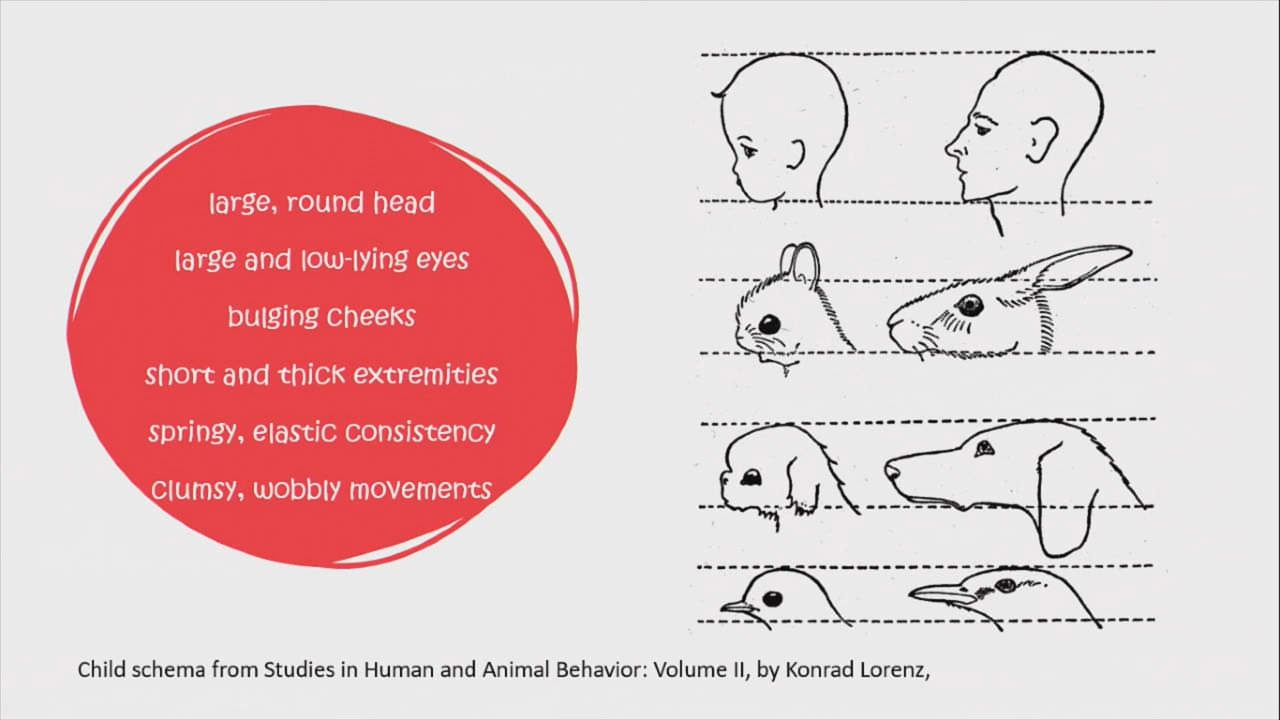 large, round head
large and low-lying eyes
bulging cheeks
short and thick extremities
springy, elastic consistency
clumsy, wobbly movements
Child schema from Studies in Human and Animal Behavior: Volume II, by Konrad Lorenz,